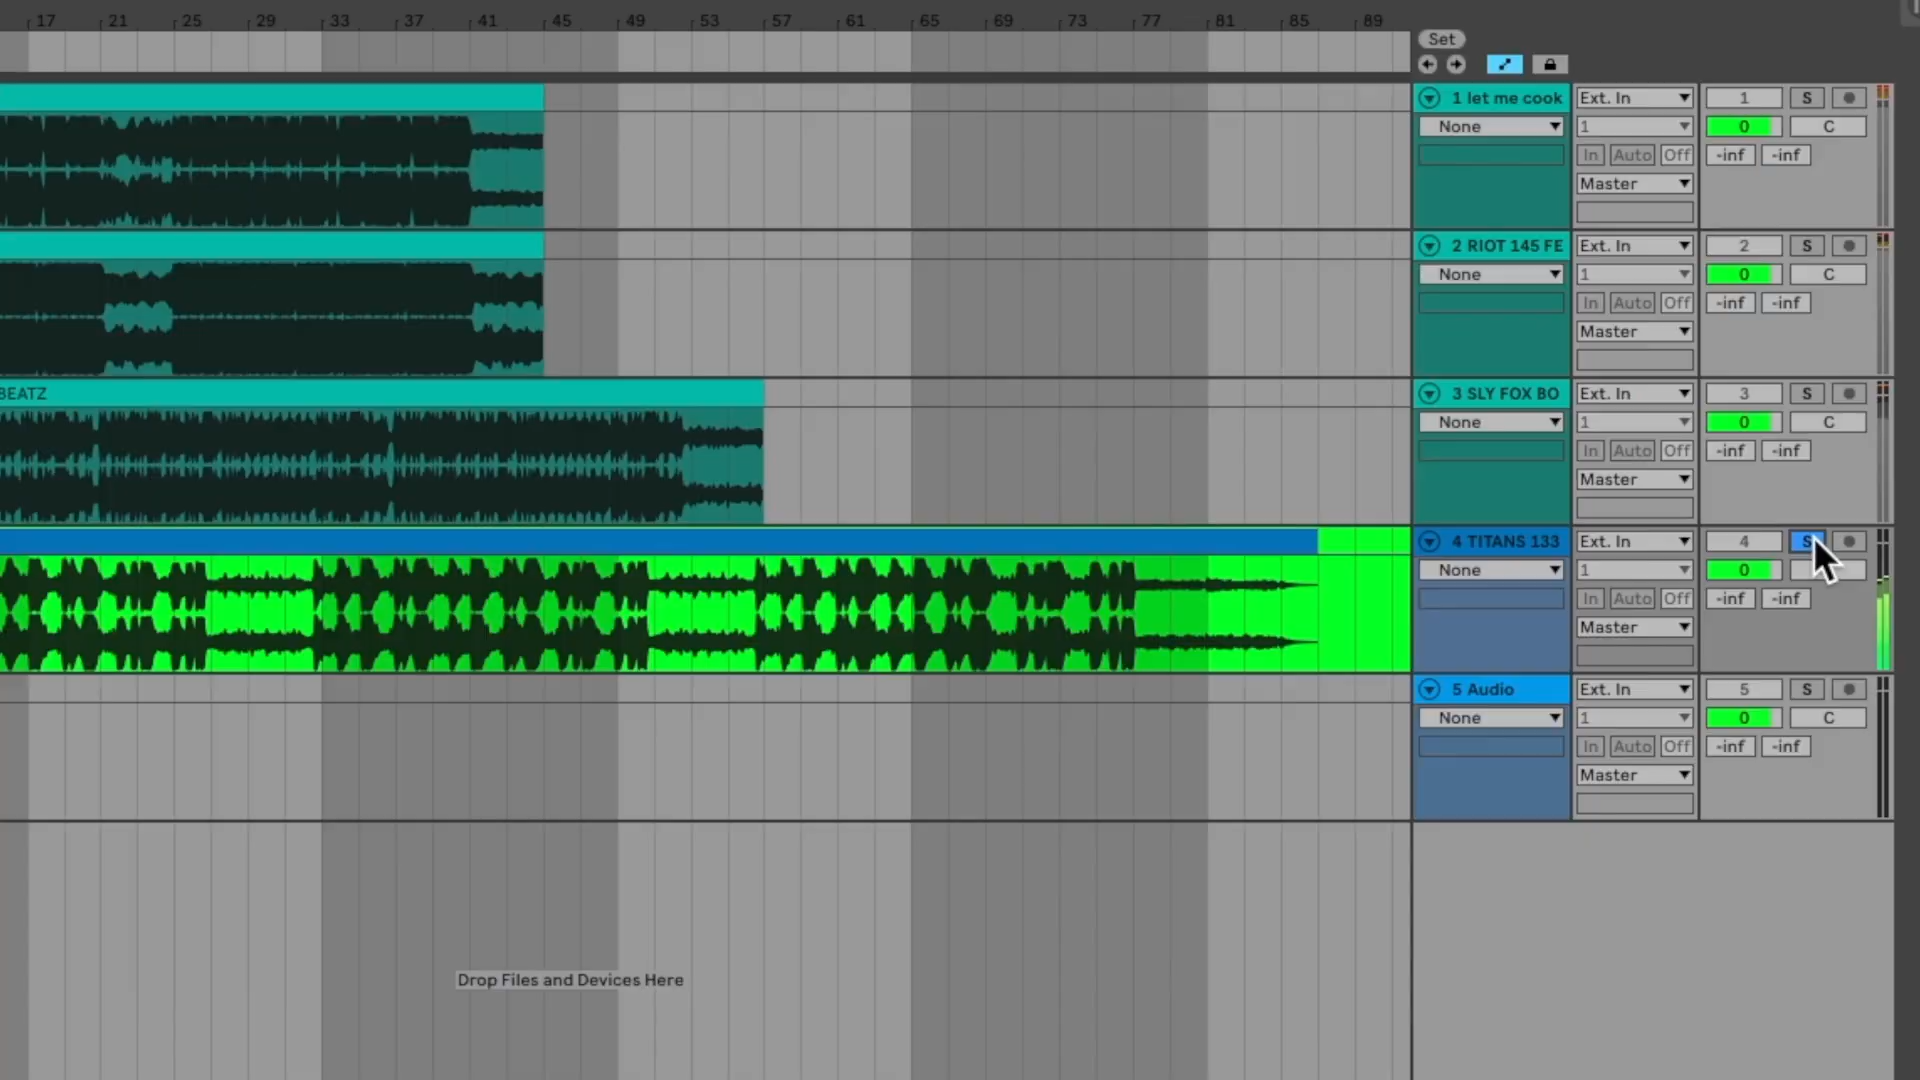 17 21 25 29 33 37 41 45 49 53 57 61 65 69 73 77 81 85 89
Set
1 let me cook Ext. In 1 S
None 1 0 C
In Auto Off -inf -inf
Master
2 RIOT 145 FE Ext. In 2 S
None 1 0 C
In Auto Off -inf -inf
Master
BEATZ
3 SLY FOX BO Ext. In 3 S
None 1 0 C
In Auto Off -inf -inf
Master
4 TITANS 133 Ext. In 4 S
None 1 0
In Auto Off -inf -inf
Master
5 Audio Ext. In 5 S
None 1 0 C
In Auto Off -inf -inf
Master
Drop Files and Devices Here